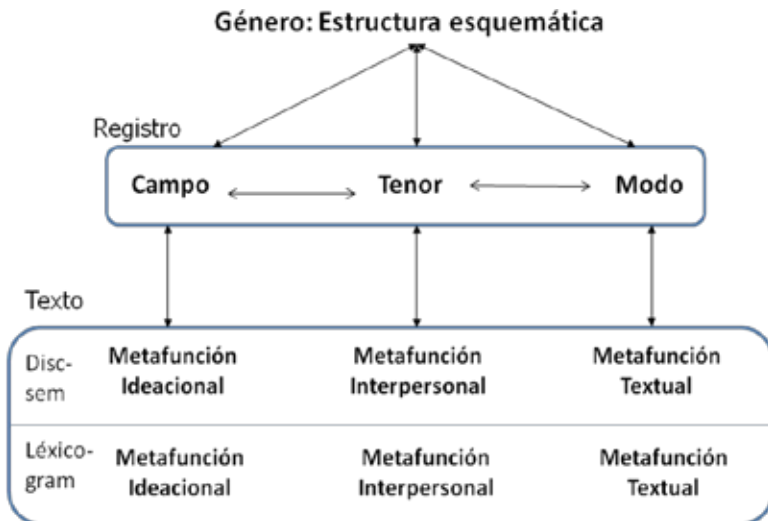 Género: Estructura esquemática
Registro
Campo Tenor Modo
Texto
Disc-
sem
Metafunción
Ideacional
Metafunción
Interpersonal
Metafunción
Textual
Léxico-
gram
Metafunción
Ideacional
Metafunción
Interpersonal
Metafunción
Textual